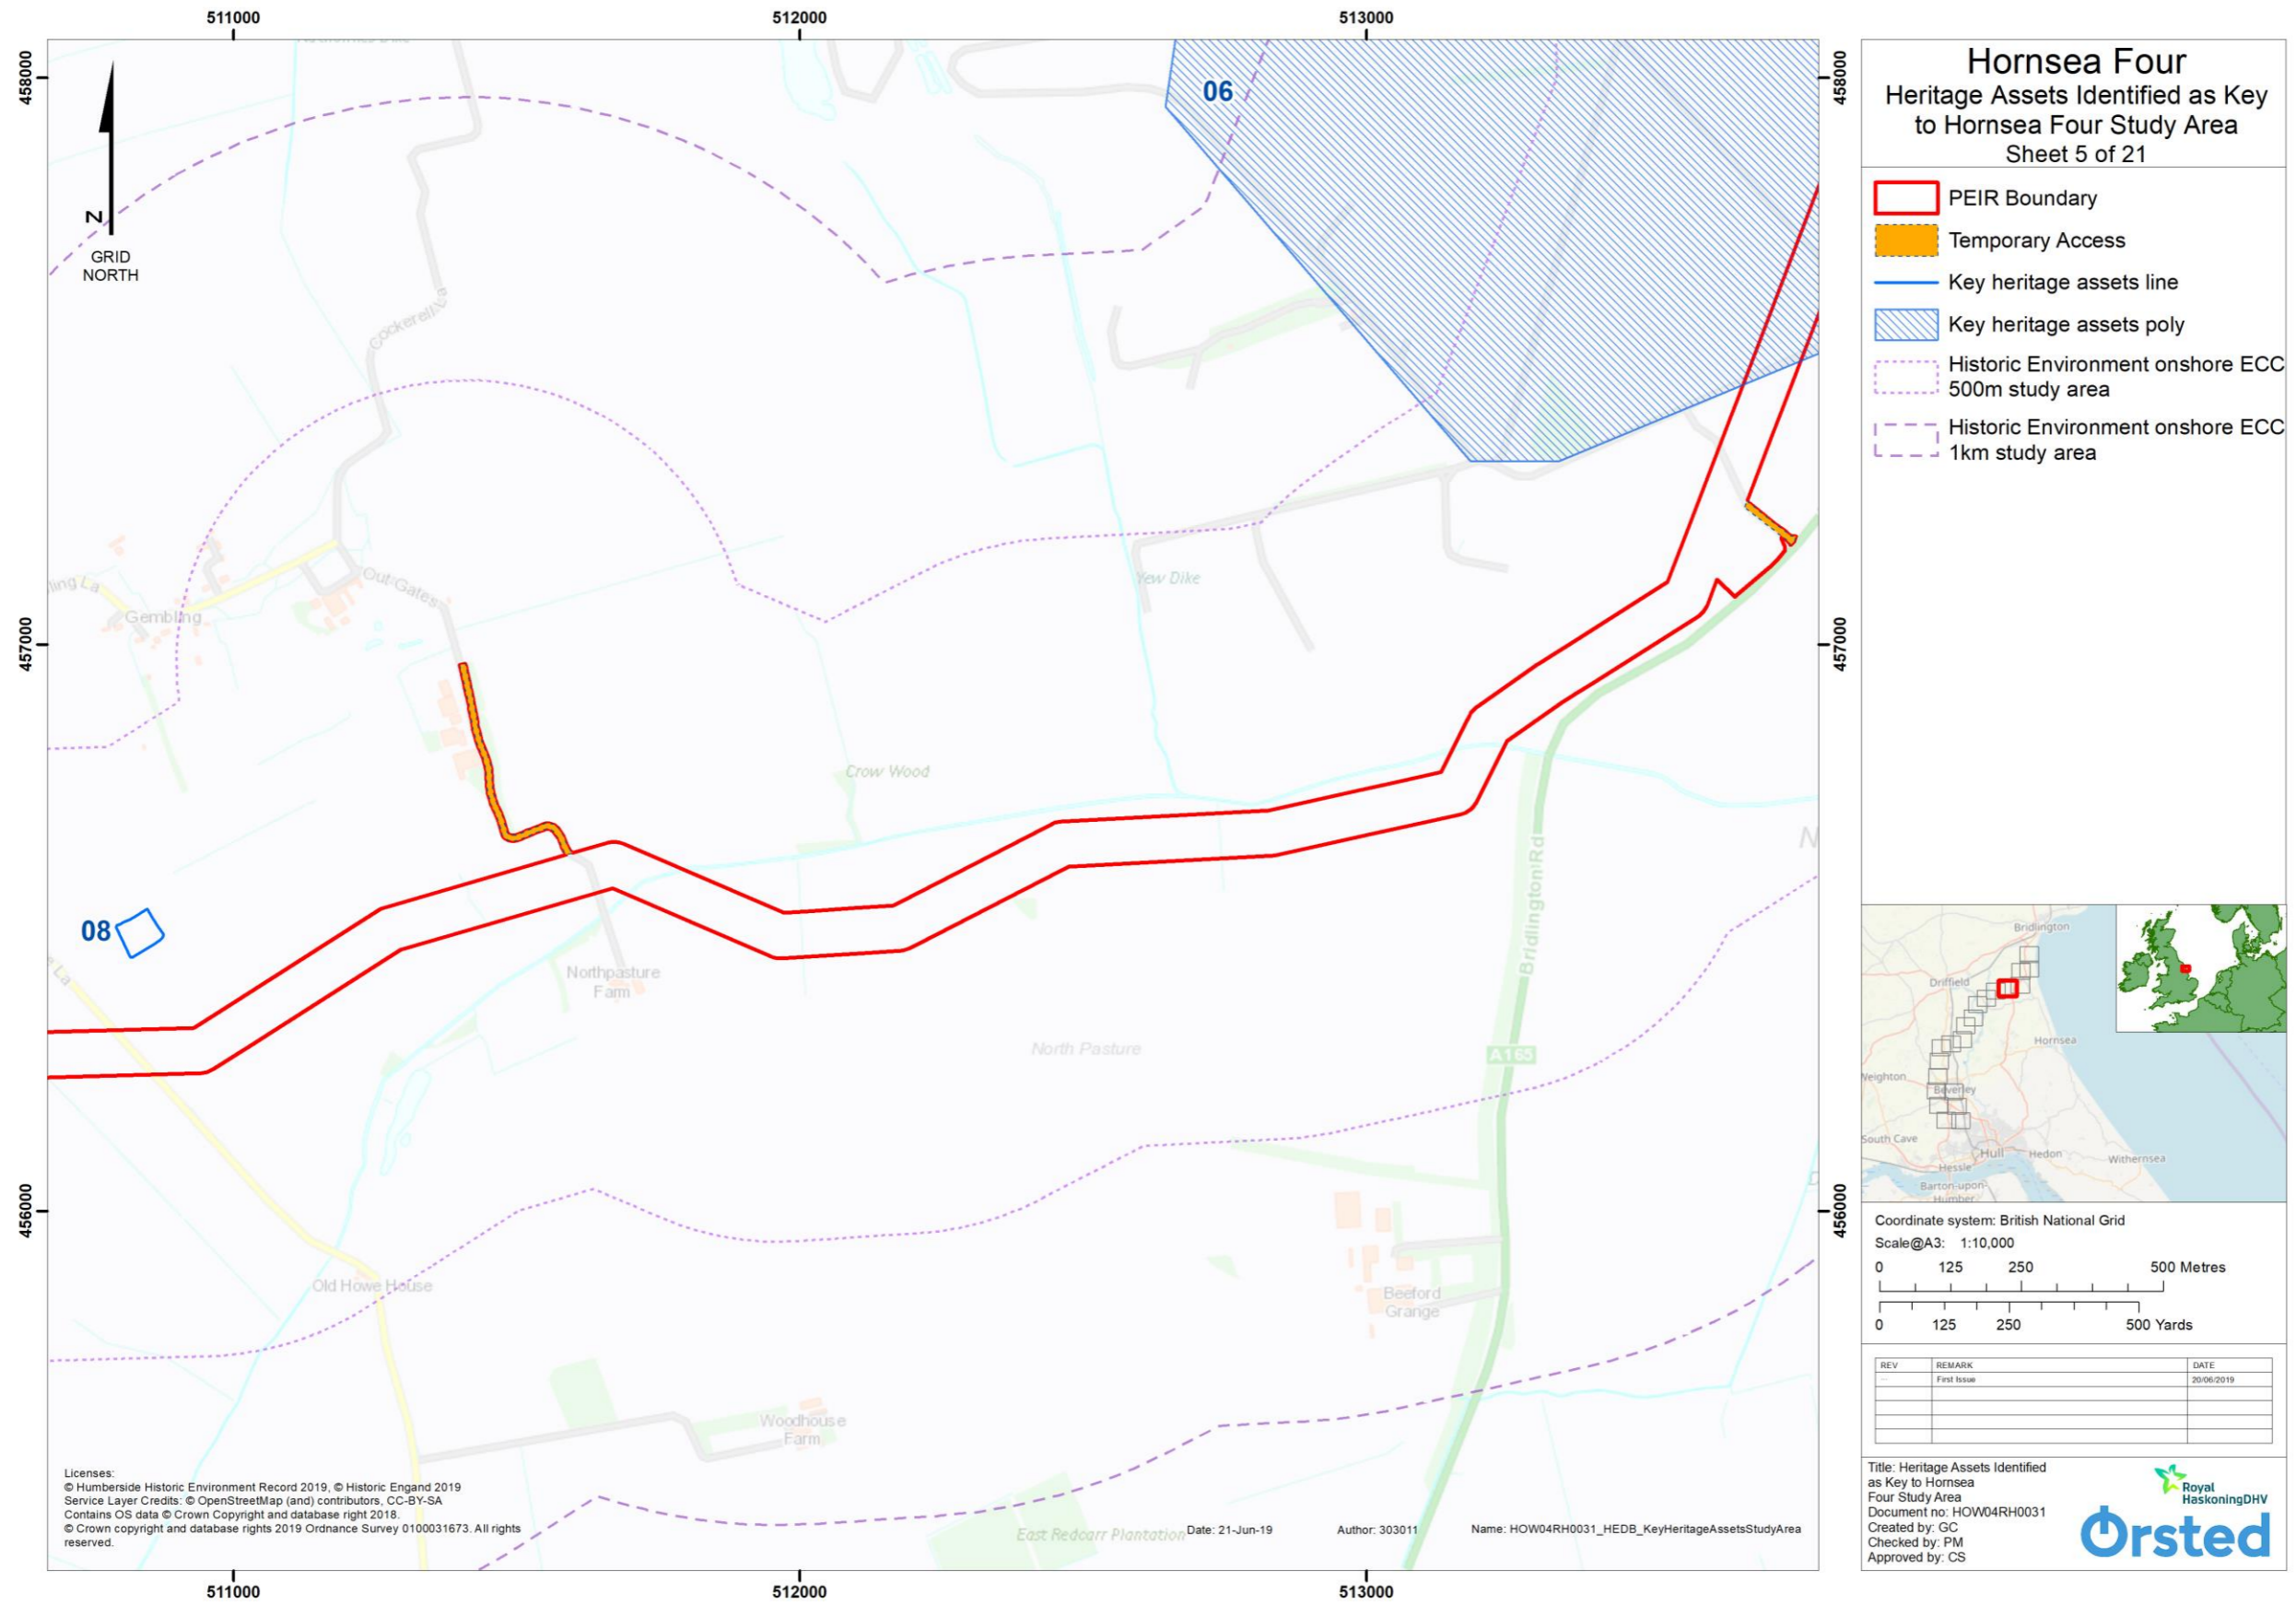 511000
512000
513000
458000
457000
456000
458000
457000
456000
511000
512000
513000
N
GRID
NORTH
06
08
Cockerell La
Out Gates
Gembling
Yew Dike
Crow Wood
Northpasture
Farm
North Pasture
Bridlington Rd
A165
Old Howe House
Beeford
Grange
Woodhouse
Farm
East Redcarr Plantation
Licenses:
© Humberside Historic Environment Record 2019, © Historic Engand 2019
Service Layer Credits: © OpenStreetMap (and) contributors, CC-BY-SA
Contains OS data © Crown Copyright and database right 2018.
© Crown copyright and database rights 2019 Ordnance Survey 0100031673. All rights
reserved.
Date: 21-Jun-19
Author: 303011
Name: HOW04RH0031_HEDB_KeyHeritageAssetsStudyArea
Hornsea Four
Heritage Assets Identified as Key
to Hornsea Four Study Area
Sheet 5 of 21
PEIR Boundary
Temporary Access
Key heritage assets line
Key heritage assets poly
Historic Environment onshore ECC
500m study area
Historic Environment onshore ECC
1km study area
Bridlington
Driffield
Hornsea
Weighton
Beverley
South Cave
Hull
Hedon
Withernsea
Hessle
Barton-upon-
Humber
Coordinate system: British National Grid
Scale@A3: 1:10,000
0 125 250 500 Metres
0 125 250 500 Yards
REV REMARK DATE
-- First Issue 20/06/2019
Title: Heritage Assets Identified
as Key to Hornsea
Four Study Area
Document no: HOW04RH0031
Created by: GC
Checked by: PM
Approved by: CS
Royal
HaskoningDHV
Orsted